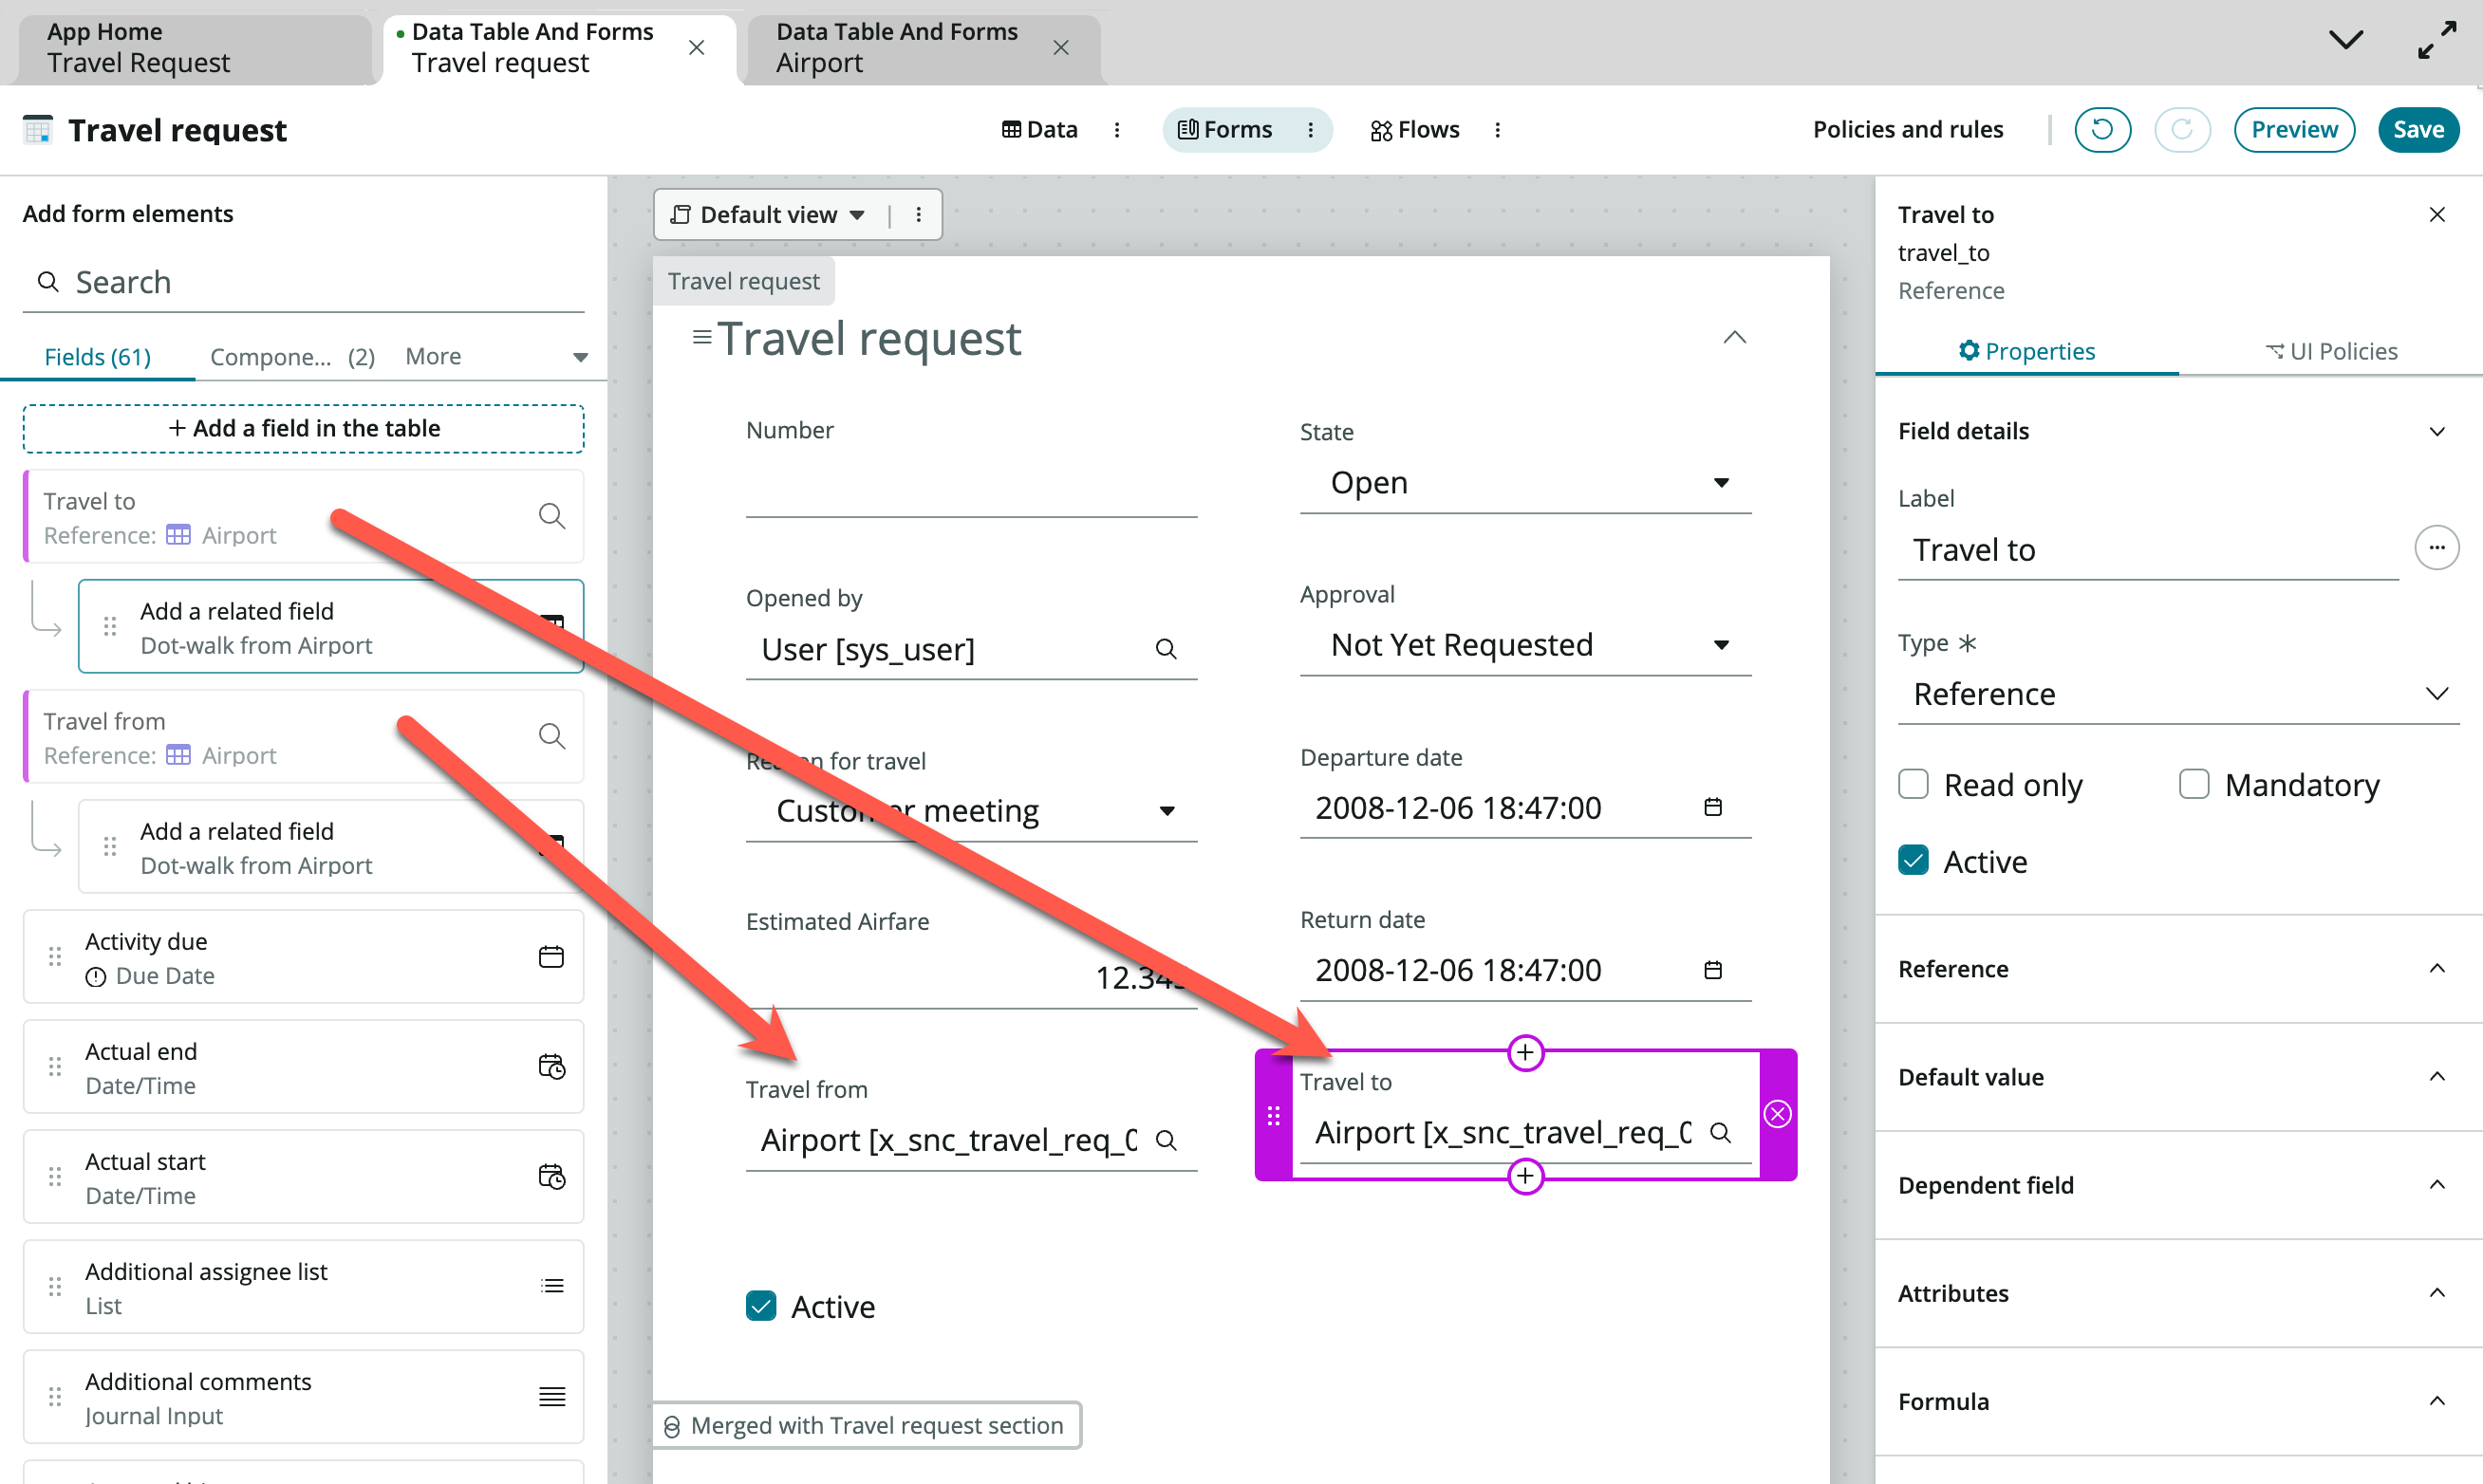 App Home
Travel Request
Data Table And Forms
Travel request
Data Table And Forms
Airport
Travel request
Data
Forms
Flows
Policies and rules
Preview
Save
Add form elements
Search
Fields (61)
Compone... (2)
More
+ Add a field in the table
Travel to
Reference: Airport
Add a related field
Dot-walk from Airport
Travel from
Reference: Airport
Add a related field
Dot-walk from Airport
Activity due
Due Date
Actual end
Date/Time
Actual start
Date/Time
Additional assignee list
List
Additional comments
Journal Input
Default view
Travel request
Travel request
Number
State
Open
Opened by
User [sys_user]
Approval
Not Yet Requested
Reason for travel
Customer meeting
Departure date
2008-12-06 18:47:00
Estimated Airfare
12.345
Return date
2008-12-06 18:47:00
Travel from
Airport [x_snc_travel_req_0
Travel to
Airport [x_snc_travel_req_0
Active
Merged with Travel request section
Travel to
travel_to
Reference
Properties
UI Policies
Field details
Label
Travel to
Type *
Reference
Read only
Mandatory
Active
Reference
Default value
Dependent field
Attributes
Formula